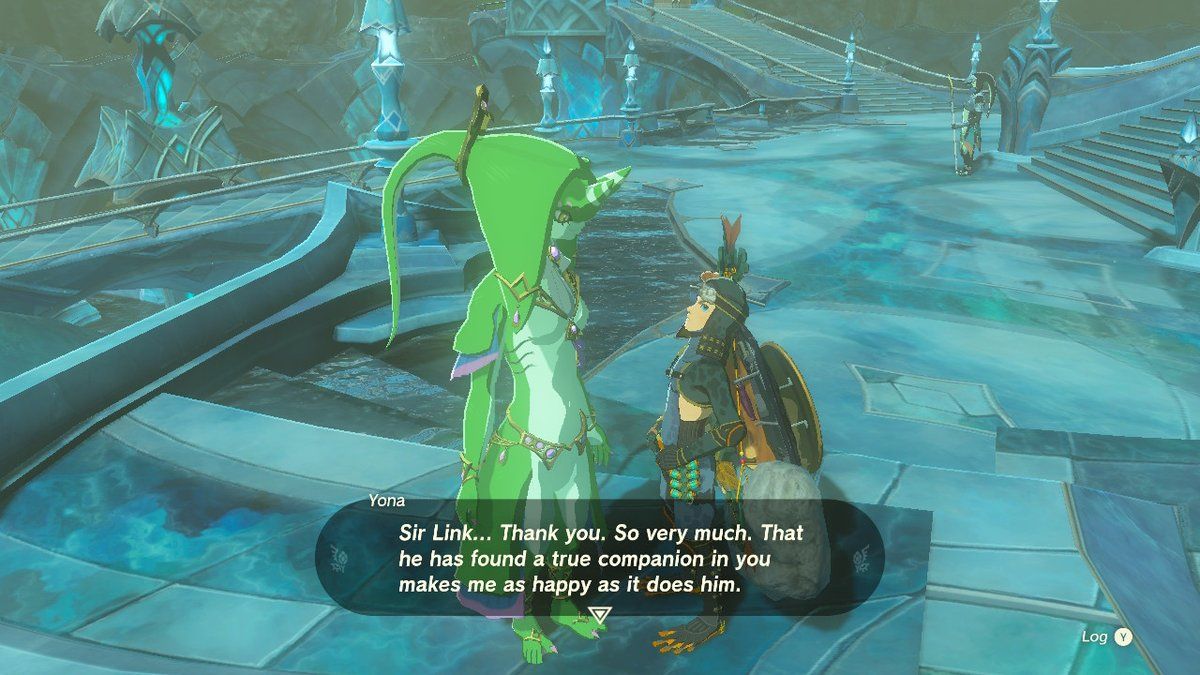 Yona
Sir Link... Thank you. So very much. That
he has found a true companion in you
makes me as happy as it does him.
Log Y